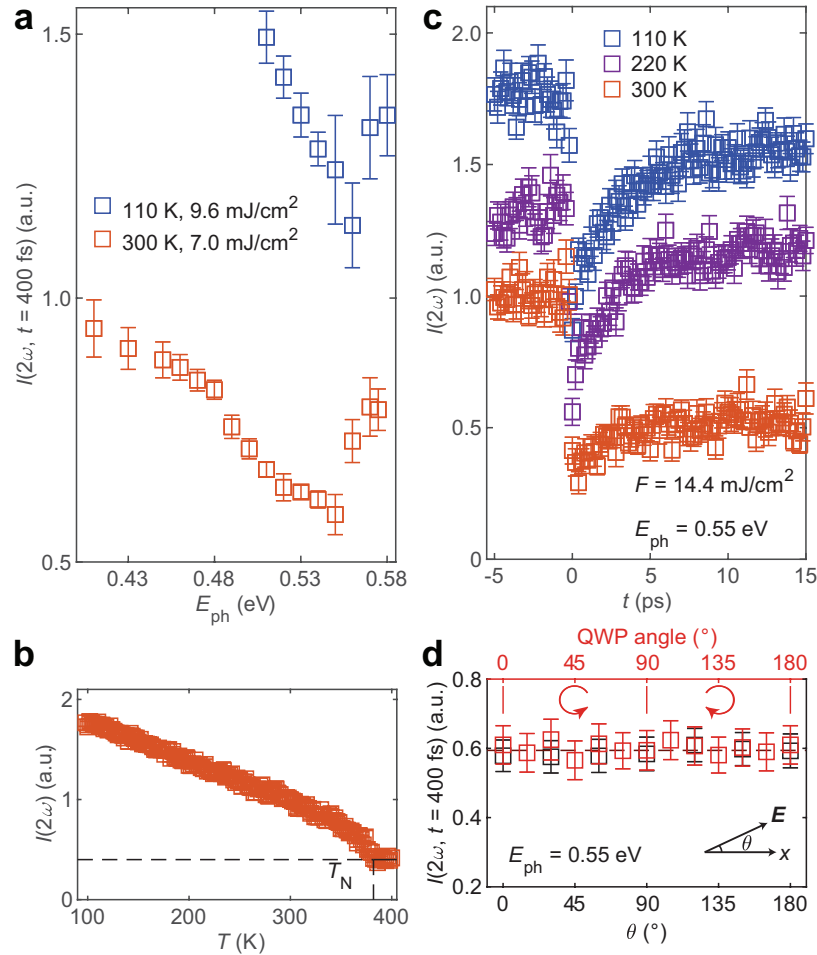 a
1.5
1.0
0.5
I(2ω, t = 400 fs) (a.u.)
110 K, 9.6 mJ/cm²
300 K, 7.0 mJ/cm²
0.43 0.48 0.53 0.58
E_ph (eV)
c
2.0
1.5
1.0
0.5
0
I(2ω) (a.u.)
110 K
220 K
300 K
F = 14.4 mJ/cm²
E_ph = 0.55 eV
-5 0 5 10 15
t (ps)
b
2
1
0
I(2ω) (a.u)
T_N
100 200 300 400
T (K)
d
QWP angle (°)
0 45 90 135 180
0.8
0.6
0.4
0.2
I(2ω, t = 400 fs) (a.u.)
E
θ
x
E_ph = 0.55 eV
0 45 90 135 180
θ (°)